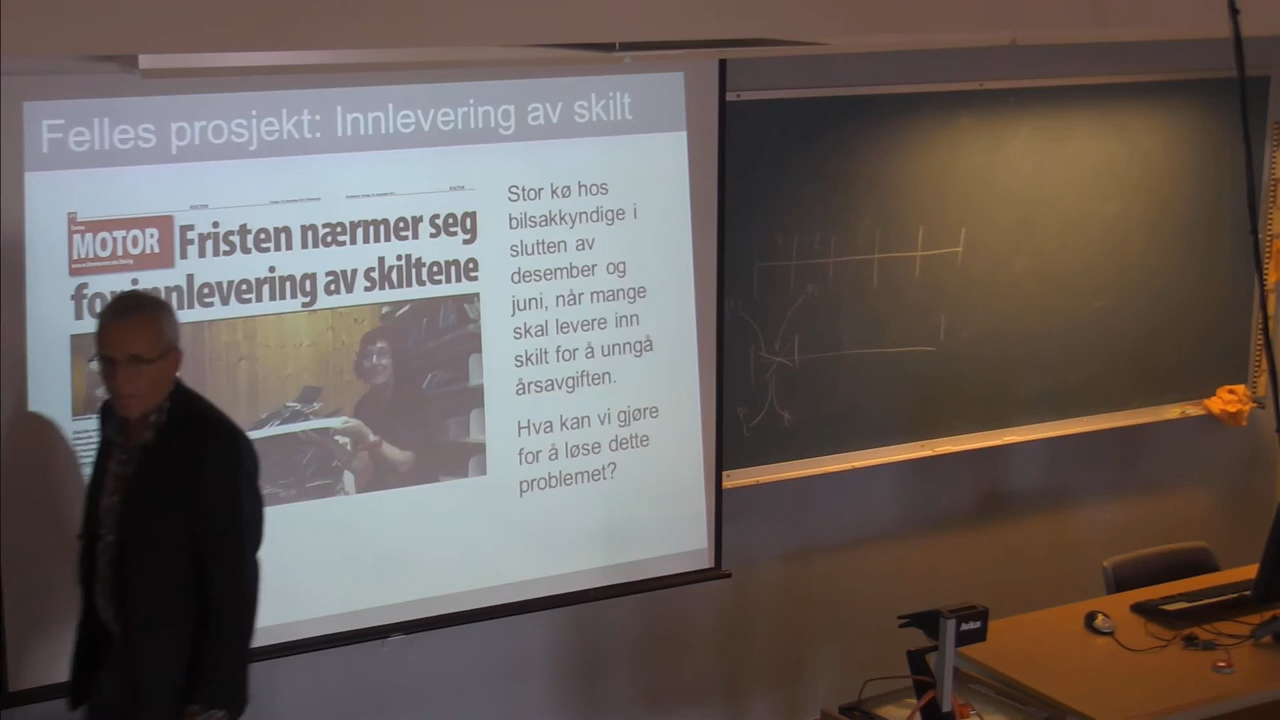 Felles prosjekt: Innlevering av skilt
MOTOR
Fristen nærmer seg
for innlevering av skiltene
Stor kø hos
bilsakkyndige i
slutten av
desember og
juni, når mange
skal levere inn
skilt for å unngå
årsavgiften.
Hva kan vi gjøre
for å løse dette
problemet?